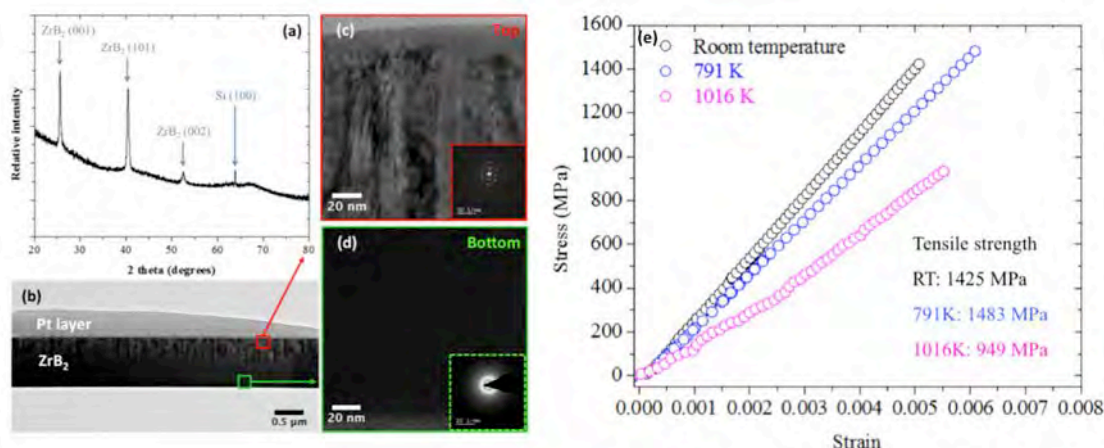 (a)
ZrB₂ (001)
ZrB₂ (101)
Si (100)
ZrB₂ (002)
Relative intensity
20 30 40 50 60 70 80
2 theta (degrees)
(b)
Pt layer
ZrB₂
0.5 μm
(c)
Top
20 nm
(d)
Bottom
20 nm
(e)
Room temperature
791 K
1016 K
1600
1400
1200
1000
800
600
400
200
0
Stress (MPa)
Tensile strength
RT: 1425 MPa
791K: 1483 MPa
1016K: 949 MPa
0.000 0.001 0.002 0.003 0.004 0.005 0.006 0.007 0.008
Strain